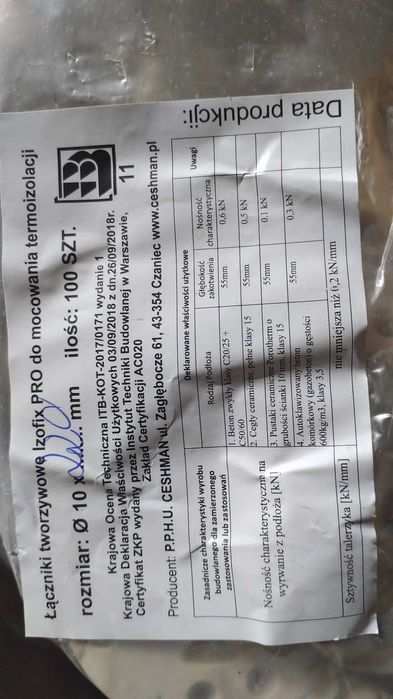 Łączniki tworzywowe Izofix PRO do mocowania termoizolacji
rozmiar: Ø 10 x ...... mm ilość: 100 SZT.
B
11
Krajowa Ocena Techniczna ITB-KOT-2017/0171 wydanie 1
Krajowa Deklaracja Właściwości Użytkowych 03/09/2018 z dn.26/09/2018r.
Certyfikat ZKP wydany przez Instytut Techniki Budowlanej w Warszawie,
Zakład Certyfikacji AC020
Producent: P.P.H.U. CESHMAN ul. Zagłębocze 61, 43-354 Czaniec www.ceshman.pl
Zasadnicze charakterystyki wyrobu
budowlanego dla zamierzonego
zastosowania lub zastosowań
Deklarowane właściwości użytkowe
Uwagi
Rodzaj Podłoża
Głębokość
zakotwienia
Nośność
charakterystyczna
Nośność charakterystyczna na
wyrwanie z podłoża [kN]
1. Beton zwykły klasy C20/25 +
C50/60
55mm
0,6 kN
2. Cegły ceramiczne pełne klasy 15
55mm
0,5 kN
3. Pustaki ceramiczne Porotherm o
grubości ścianki 10 mm, klasy 15
55mm
0,1 kN
4. Autoklawizowany beton
komórkowy (gazobeton) o gęstości
600kg/m3, klasy 3,5
55mm
0,3 kN
Sztywność talerzyka [kN/mm]
nie mniejsza niż 0,2 kN/mm
Data produkcji: